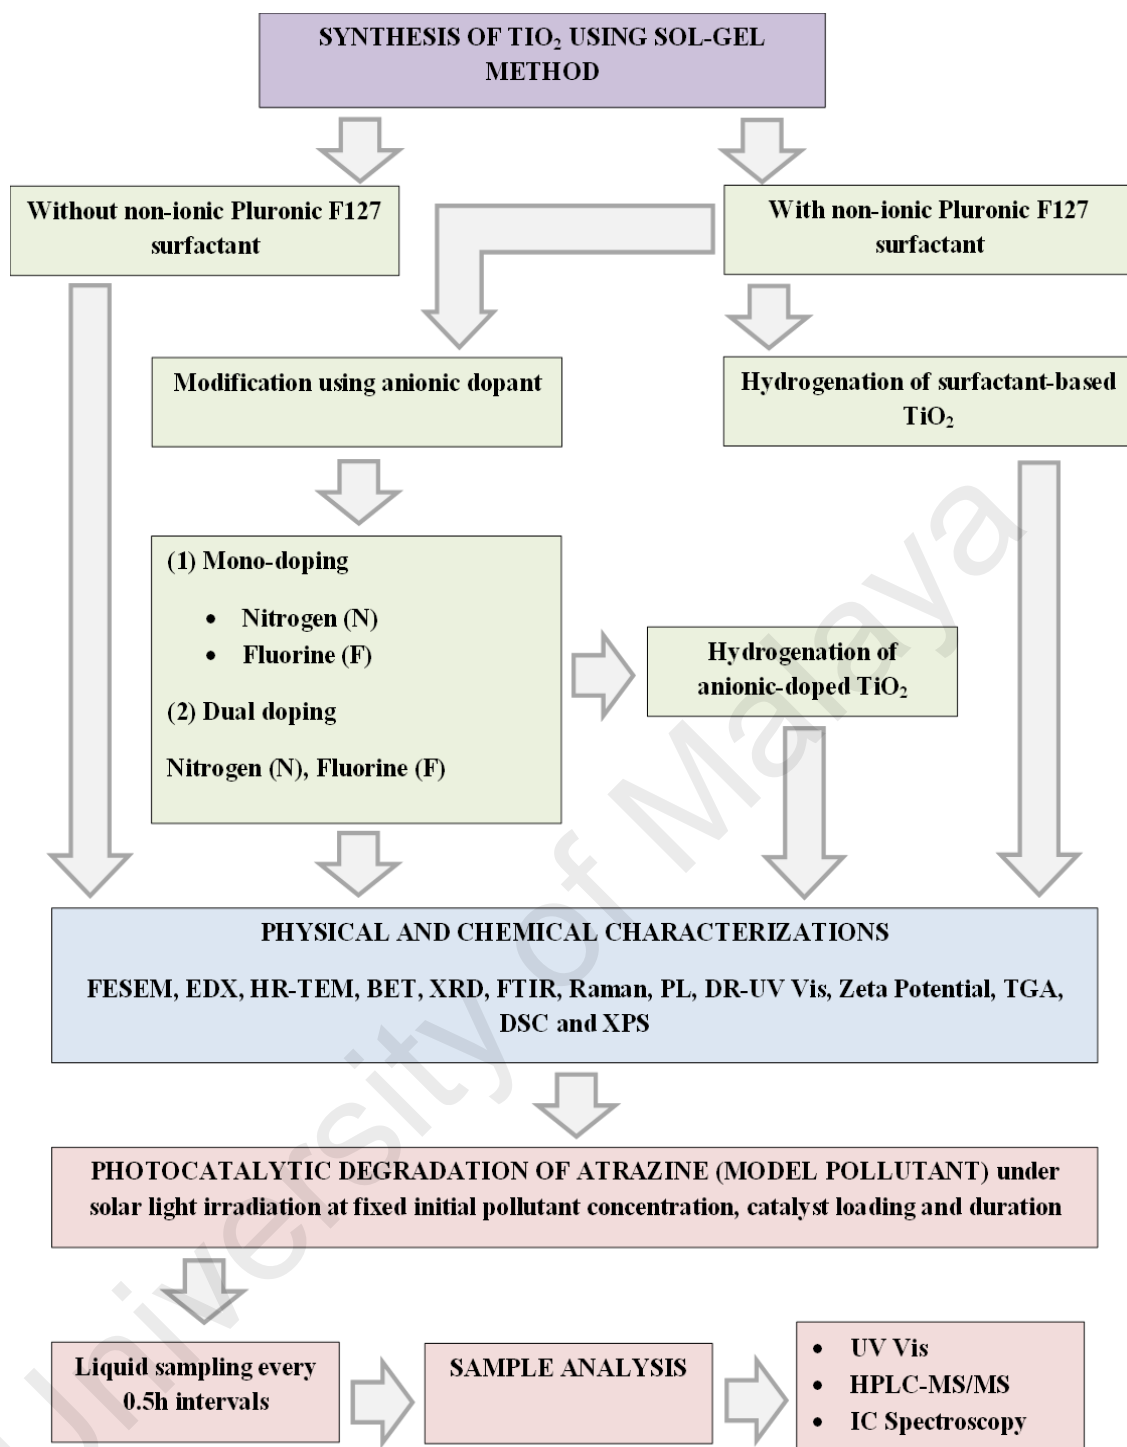 SYNTHESIS OF TIO₂ USING SOL-GEL
METHOD
Without non-ionic Pluronic F127
surfactant
With non-ionic Pluronic F127
surfactant
Modification using anionic dopant
Hydrogenation of surfactant-based
TiO₂
(1) Mono-doping
• Nitrogen (N)
• Fluorine (F)
(2) Dual doping
Nitrogen (N), Fluorine (F)
Hydrogenation of
anionic-doped TiO₂
PHYSICAL AND CHEMICAL CHARACTERIZATIONS
FESEM, EDX, HR-TEM, BET, XRD, FTIR, Raman, PL, DR-UV Vis, Zeta Potential, TGA,
DSC and XPS
PHOTOCATALYTIC DEGRADATION OF ATRAZINE (MODEL POLLUTANT) under
solar light irradiation at fixed initial pollutant concentration, catalyst loading and duration
Liquid sampling every
0.5h intervals
SAMPLE ANALYSIS
• UV Vis
• HPLC-MS/MS
• IC Spectroscopy
University of Malaya